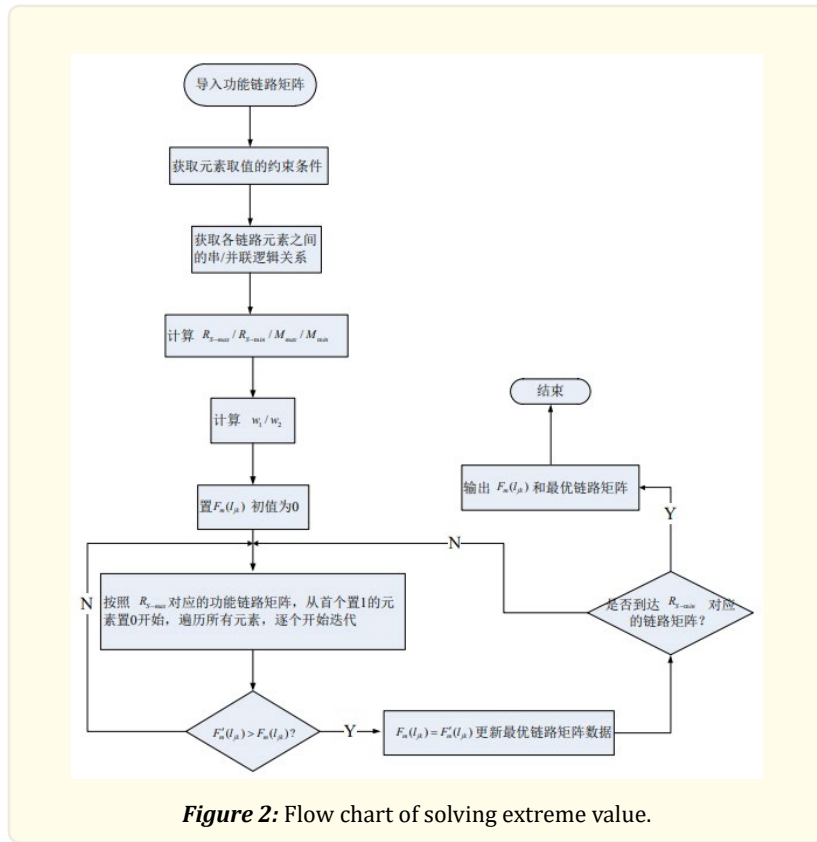 导入功能链路矩阵
获取元素取值的约束条件
获取各链路元素之间
的串/并联逻辑关系
计算 R_{S-max} / R_{S-min} / M_{max} / M_{min}
计算 w_1 / w_2
置F_m(l_{jk}) 初值为0
按照 R_{S-max} 对应的功能链路矩阵，从首个置1的元
素置0开始，遍历所有元素，逐个开始迭代
N
F'_m(l_{jk})>F_m(l_{jk})?
Y
F_m(l_{jk})=F'_m(l_{jk})更新最优链路矩阵数据
是否到达 R_{S-min} 对应
的链路矩阵？
N
Y
输出 F_m(l_{jk}) 和最优链路矩阵
结束
Figure 2: Flow chart of solving extreme value.